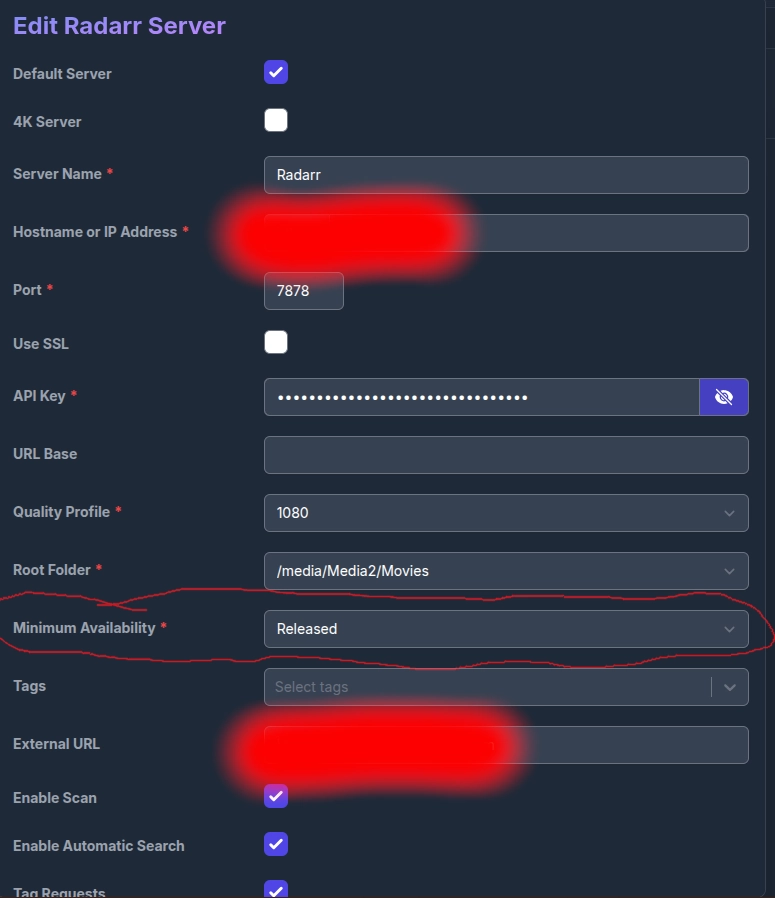 Edit Radarr Server
Default Server
4K Server
Server Name *
Radarr
Hostname or IP Address *
Port *
7878
Use SSL
API Key *
••••••••••••••••••••••••••••••••
URL Base
Quality Profile *
1080
Root Folder *
/media/Media2/Movies
Minimum Availability *
Released
Tags
Select tags
External URL
Enable Scan
Enable Automatic Search
Tag Requests